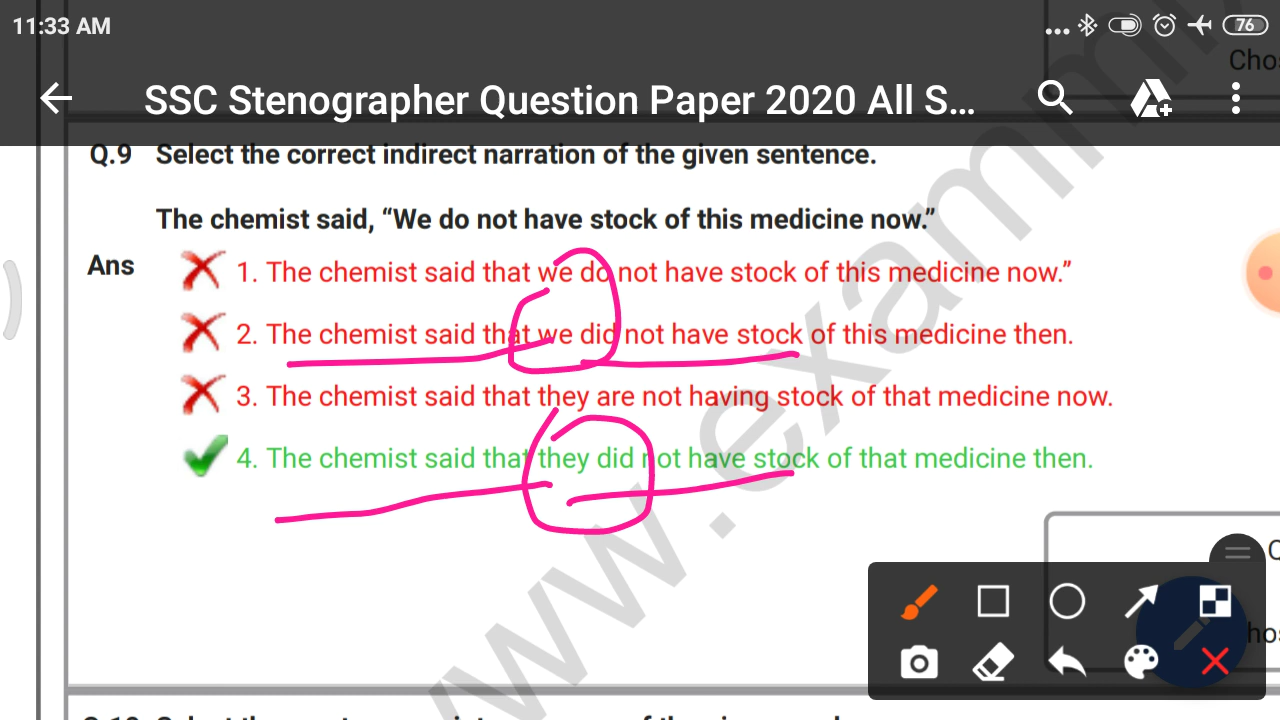 11:33 AM
76
Cho
SSC Stenographer Question Paper 2020 All S...
Q.9 Select the correct indirect narration of the given sentence.
The chemist said, “We do not have stock of this medicine now.”
Ans
1. The chemist said that we do not have stock of this medicine now.”
2. The chemist said that we did not have stock of this medicine then.
3. The chemist said that they are not having stock of that medicine now.
4. The chemist said that they did not have stock of that medicine then.
ww.examm